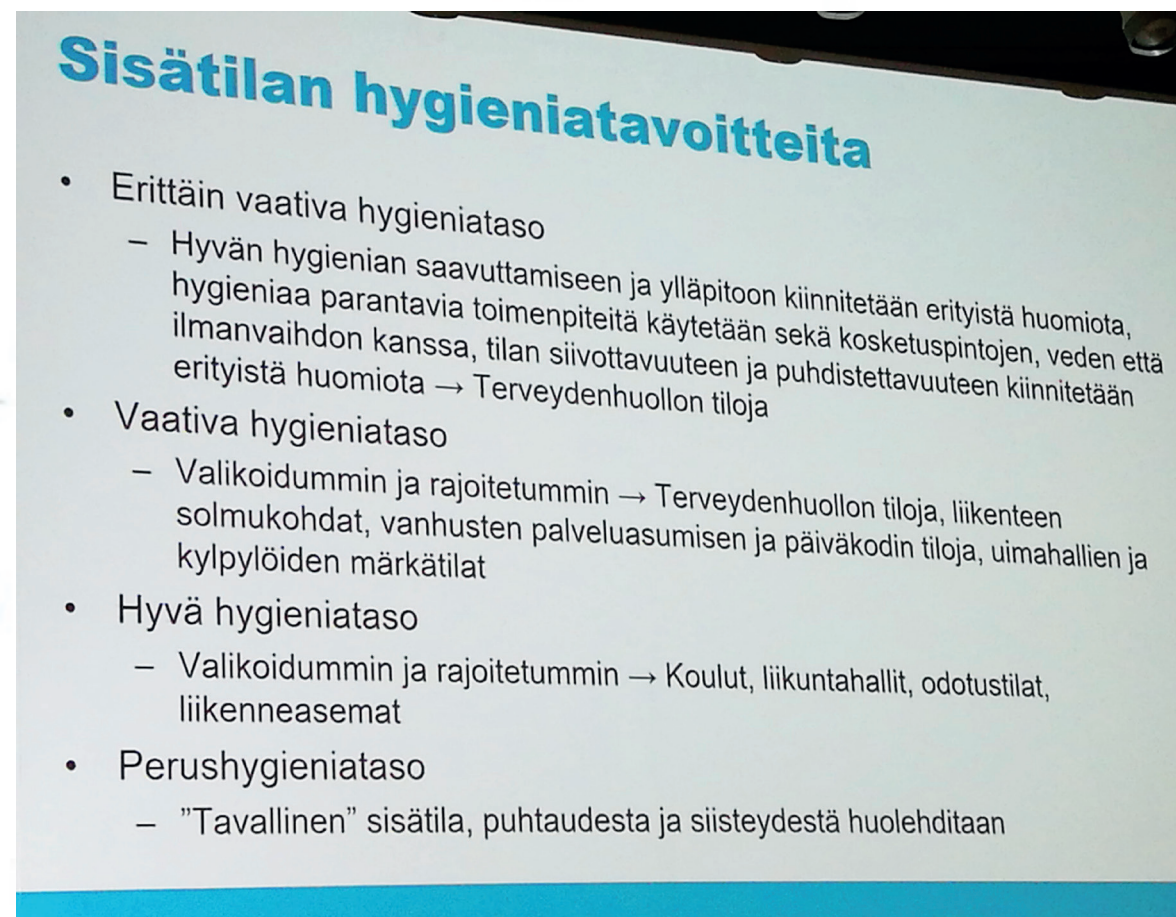 Sisätilan hygieniatavoitteita
• Erittäin vaativa hygieniataso
– Hyvän hygienian saavuttamiseen ja ylläpitoon kiinnitetään erityistä huomiota,
hygieniaa parantavia toimenpiteitä käytetään sekä kosketuspintojen, veden että
ilmanvaihdon kanssa, tilan siivottavuuteen ja puhdistettavuuteen kiinnitetään
erityistä huomiota → Terveydenhuollon tiloja
• Vaativa hygieniataso
– Valikoidummin ja rajoitetummin → Terveydenhuollon tiloja, liikenteen
solmukohdat, vanhusten palveluasumisen ja päiväkodin tiloja, uimahallien ja
kylpylöiden märkätilat
• Hyvä hygieniataso
– Valikoidummin ja rajoitetummin → Koulut, liikuntahallit, odotustilat,
liikenneasemat
• Perushygieniataso
– ”Tavallinen” sisätila, puhtaudesta ja siisteydestä huolehditaan